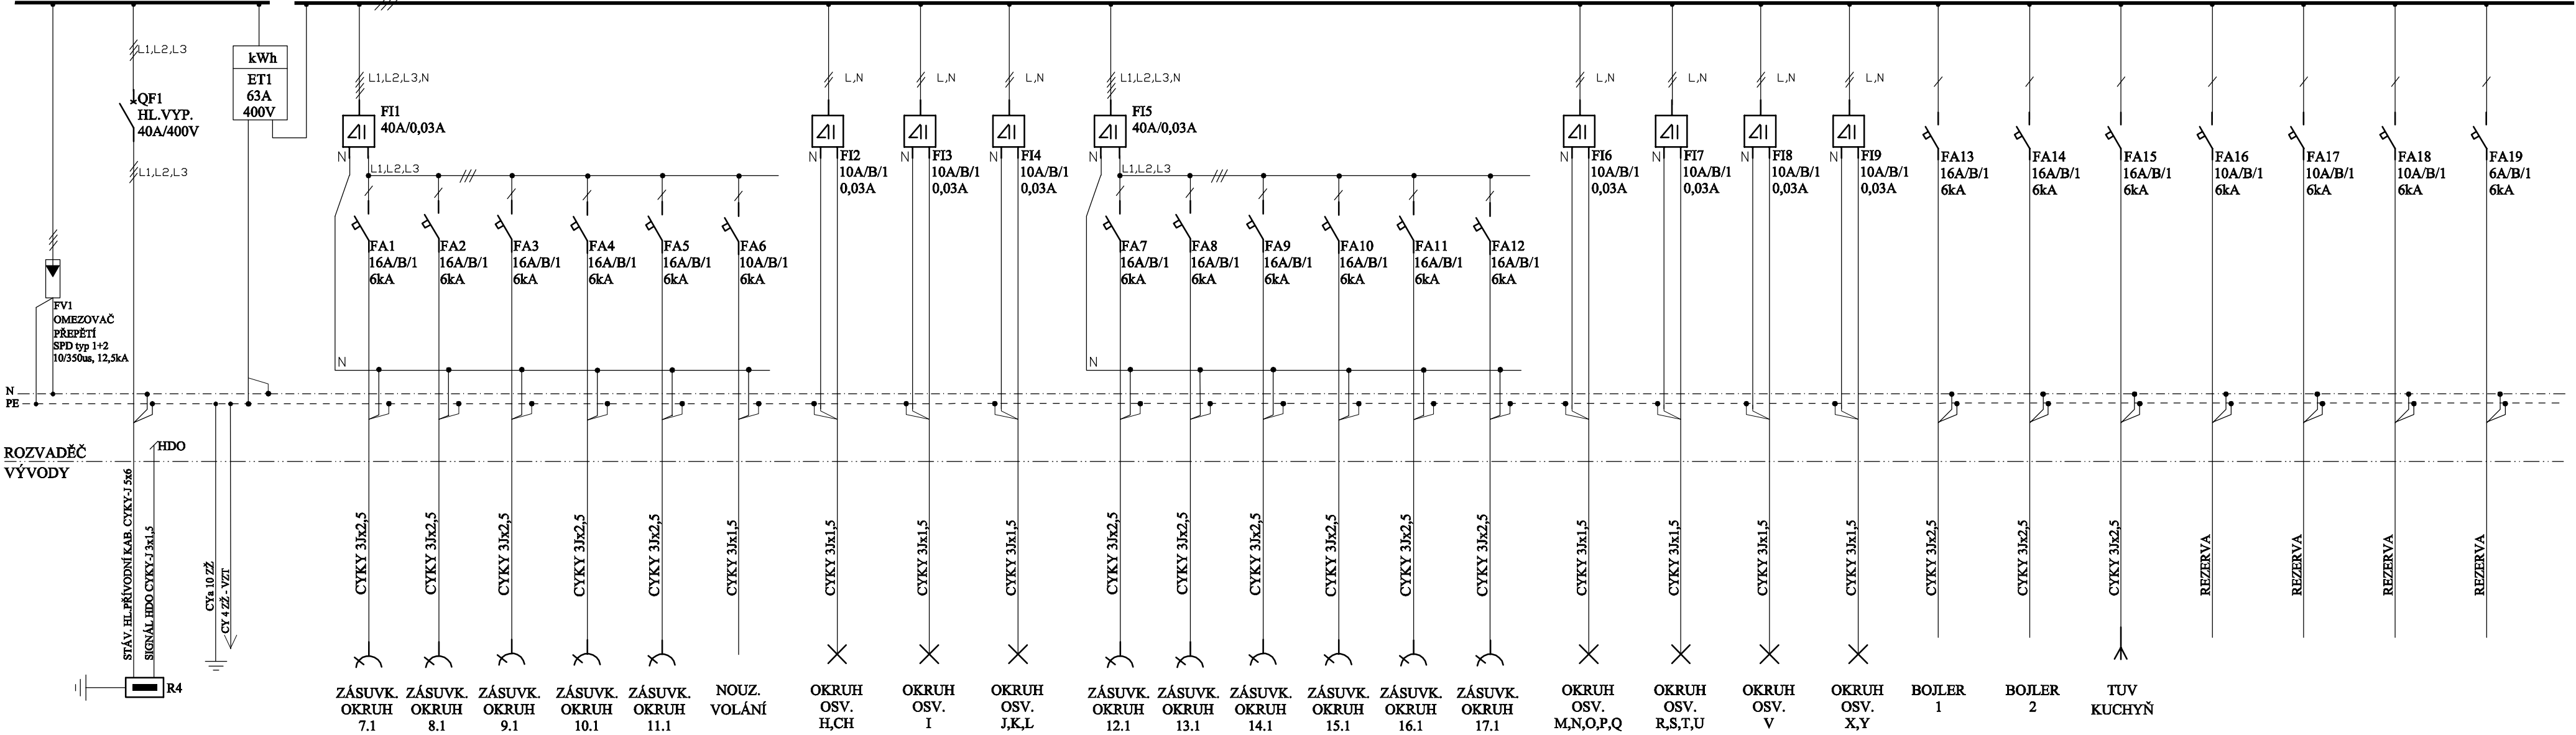 L1,L2,L3
kWh
ET1
63A
400V
QF1
HL.VYP.
40A/400V
L1,L2,L3
FV1
OMEZOVAČ
PŘEPĚTÍ
SPD typ 1+2
10/350us, 12,5kA
N
PE
ROZVADĚČ
VÝVODY
HDO
STÁV. HL.PŘÍVODNÍ KAB. CYKY-J 5x6
SIGNÁL HDO CYKY-J 3x1,5
CYa 10 ZŽ
CY 4 ZŽ - VZT
R4
L1,L2,L3,N
FI1
40A/0,03A
N
L1,L2,L3
N
FA1
16A/B/1
6kA
CYKY 3Jx2,5
ZÁSUVK.
OKRUH
7.1
FA2
16A/B/1
6kA
CYKY 3Jx2,5
ZÁSUVK.
OKRUH
8.1
FA3
16A/B/1
6kA
CYKY 3Jx2,5
ZÁSUVK.
OKRUH
9.1
FA4
16A/B/1
6kA
CYKY 3Jx2,5
ZÁSUVK.
OKRUH
10.1
FA5
16A/B/1
6kA
CYKY 3Jx2,5
ZÁSUVK.
OKRUH
11.1
FA6
10A/B/1
6kA
CYKY 3Jx1,5
NOUZ.
VOLÁNÍ
L,N
N
FI2
10A/B/1
0,03A
CYKY 3Jx1,5
OKRUH
OSV.
H,CH
L,N
N
FI3
10A/B/1
0,03A
CYKY 3Jx1,5
OKRUH
OSV.
I
L,N
N
FI4
10A/B/1
0,03A
CYKY 3Jx1,5
OKRUH
OSV.
J,K,L
L1,L2,L3,N
FI5
40A/0,03A
N
L1,L2,L3
N
FA7
16A/B/1
6kA
CYKY 3Jx2,5
ZÁSUVK.
OKRUH
12.1
FA8
16A/B/1
6kA
CYKY 3Jx2,5
ZÁSUVK.
OKRUH
13.1
FA9
16A/B/1
6kA
CYKY 3Jx2,5
ZÁSUVK.
OKRUH
14.1
FA10
16A/B/1
6kA
CYKY 3Jx2,5
ZÁSUVK.
OKRUH
15.1
FA11
16A/B/1
6kA
CYKY 3Jx2,5
ZÁSUVK.
OKRUH
16.1
FA12
16A/B/1
6kA
CYKY 3Jx2,5
ZÁSUVK.
OKRUH
17.1
L,N
N
FI6
10A/B/1
0,03A
CYKY 3Jx1,5
OKRUH
OSV.
M,N,O,P,Q
L,N
N
FI7
10A/B/1
0,03A
CYKY 3Jx1,5
OKRUH
OSV.
R,S,T,U
L,N
N
FI8
10A/B/1
0,03A
CYKY 3Jx1,5
OKRUH
OSV.
V
L,N
N
FI9
10A/B/1
0,03A
CYKY 3Jx1,5
OKRUH
OSV.
X,Y
FA13
16A/B/1
6kA
CYKY 3Jx2,5
BOJLER
1
FA14
16A/B/1
6kA
CYKY 3Jx2,5
BOJLER
2
FA15
16A/B/1
6kA
CYKY 3Jx2,5
TUV
KUCHYŇ
FA16
10A/B/1
6kA
REZERVA
FA17
10A/B/1
6kA
REZERVA
FA18
10A/B/1
6kA
REZERVA
FA19
6A/B/1
6kA
REZERVA